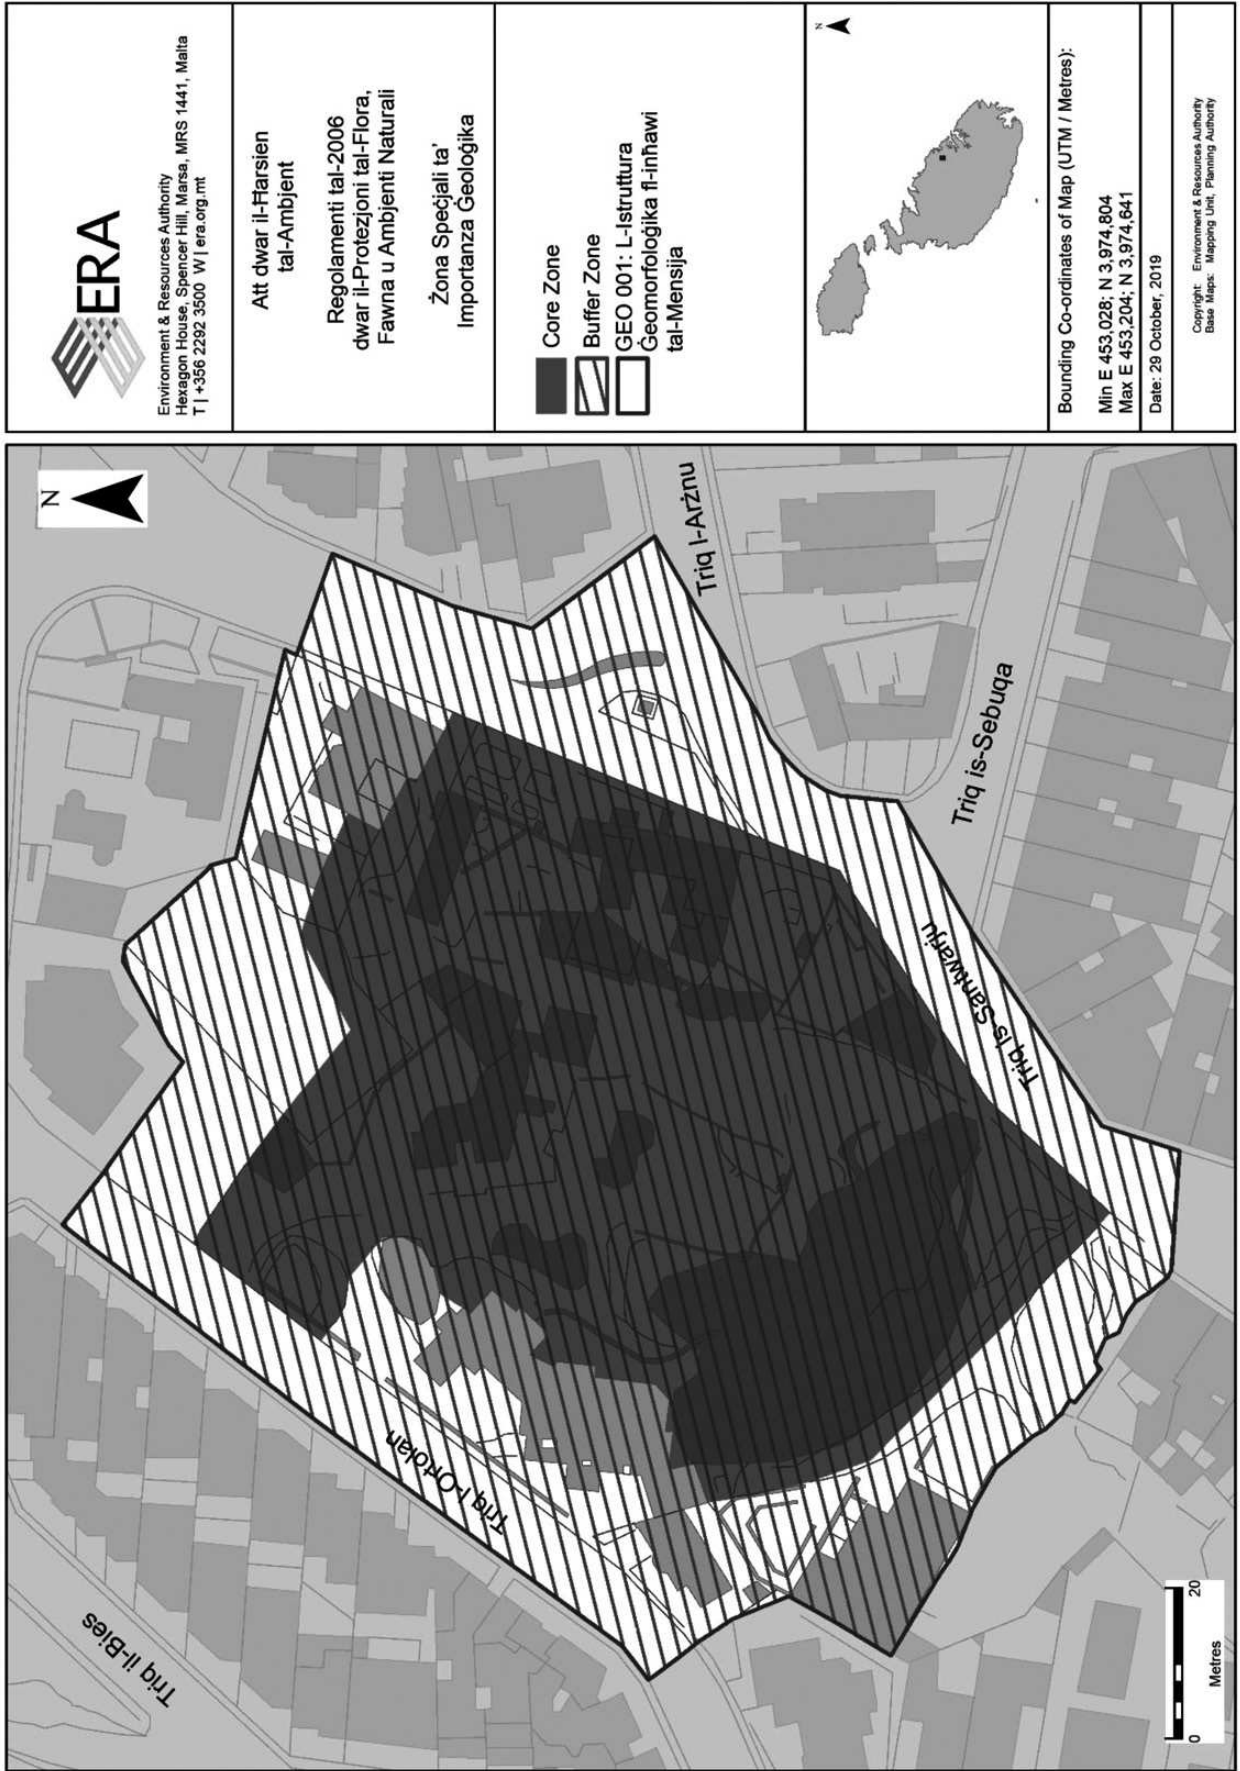 ERA
Environment & Resources Authority
Hexagon House, Spencer Hill, Marsa, MRS 1441, Malta
T | +356 2292 3500 W | era.org.mt
Att dwar il-Ħarsien
tal-Ambjent
Regolamenti tal-2006
dwar il-Protezjoni tal-Flora,
Fawna u Ambjenti Naturali
Żona Speċjali ta'
Importanza Ġeoloġika
Core Zone
Buffer Zone
GEO 001: L-Istruttura
Ġeomorfoloġika fl-inħawi
tal-Mensija
N
Bounding Co-ordinates of Map (UTM / Metres):
Min E 453,028; N 3,974,804
Max E 453,204; N 3,974,641
Date: 29 October, 2019
Copyright: Environment & Resources Authority
Base Maps: Mapping Unit, Planning Authority
N
Triq l-Arżnu
Triq is-Sebuqa
Triq is-Santwarju
Triq l-Ortolan
Triq il-Bies
0 20
Metres